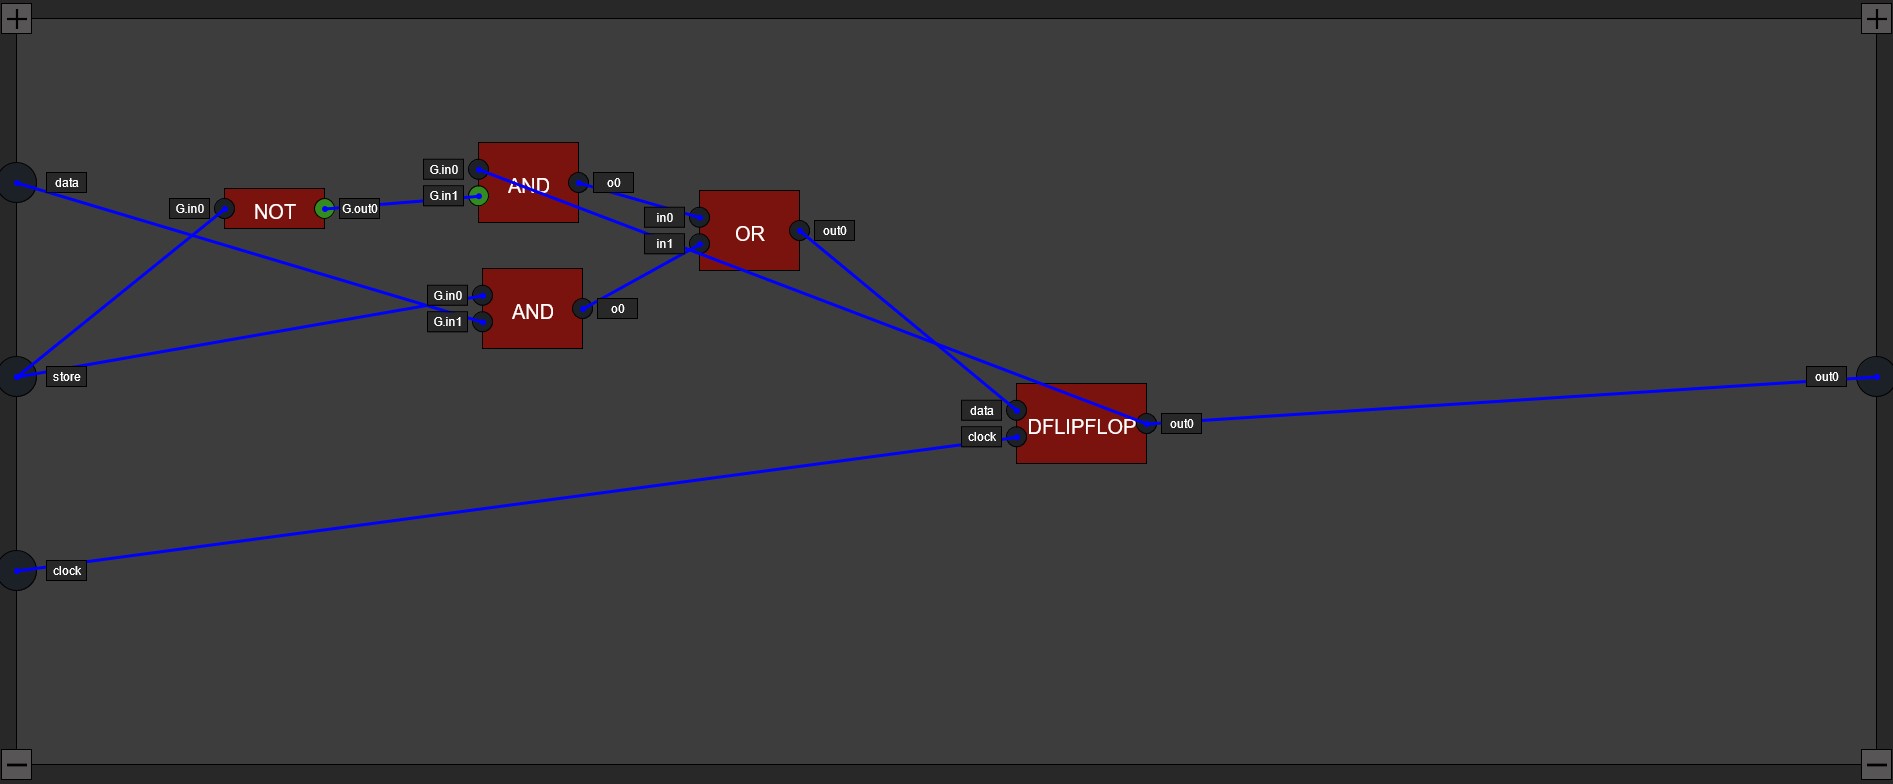 data
G.in0
NOT
G.out0
G.in0
G.in1
AND
o0
in0
in1
OR
out0
G.in0
G.in1
AND
o0
store
data
clock
DFLIPFLOP
out0
out0
clock